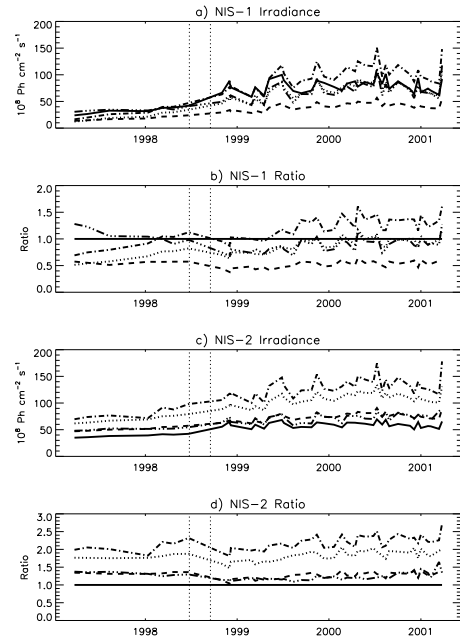 a) NIS-1 Irradiance
10⁸ Ph cm⁻² s⁻¹
200
150
100
50
0
1998 1999 2000 2001
b) NIS-1 Ratio
Ratio
2.0
1.5
1.0
0.5
0.0
1998 1999 2000 2001
c) NIS-2 Irradiance
10⁸ Ph cm⁻² s⁻¹
200
150
100
50
0
1998 1999 2000 2001
d) NIS-2 Ratio
Ratio
3.0
2.5
2.0
1.5
1.0
0.5
0.0
1998 1999 2000 2001